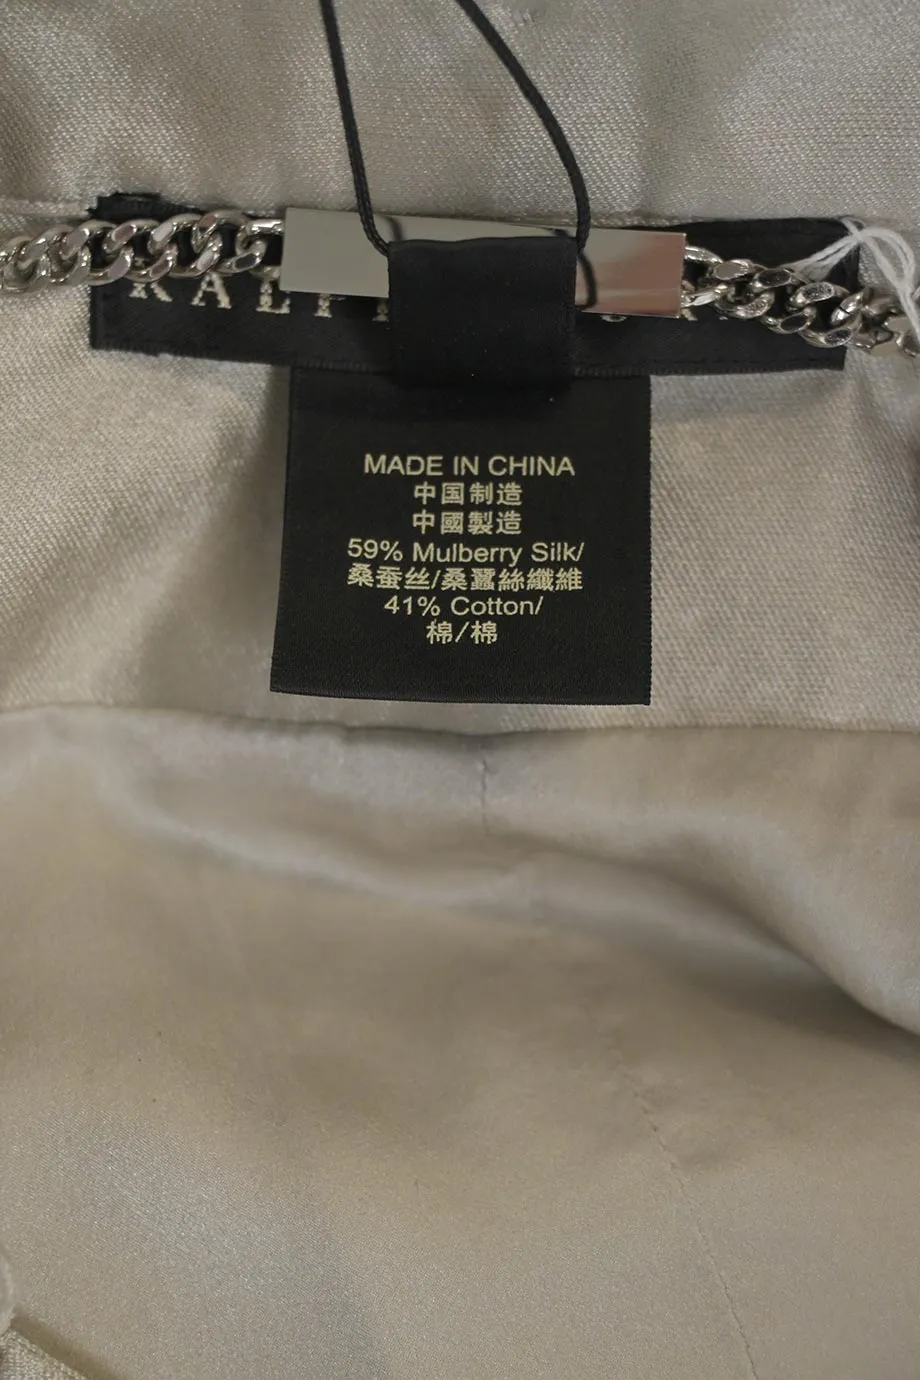 RALPH
MADE IN CHINA
中国制造
中國製造
59% Mulberry Silk/
桑蚕丝/桑蠶絲纖維
41% Cotton/
棉/棉